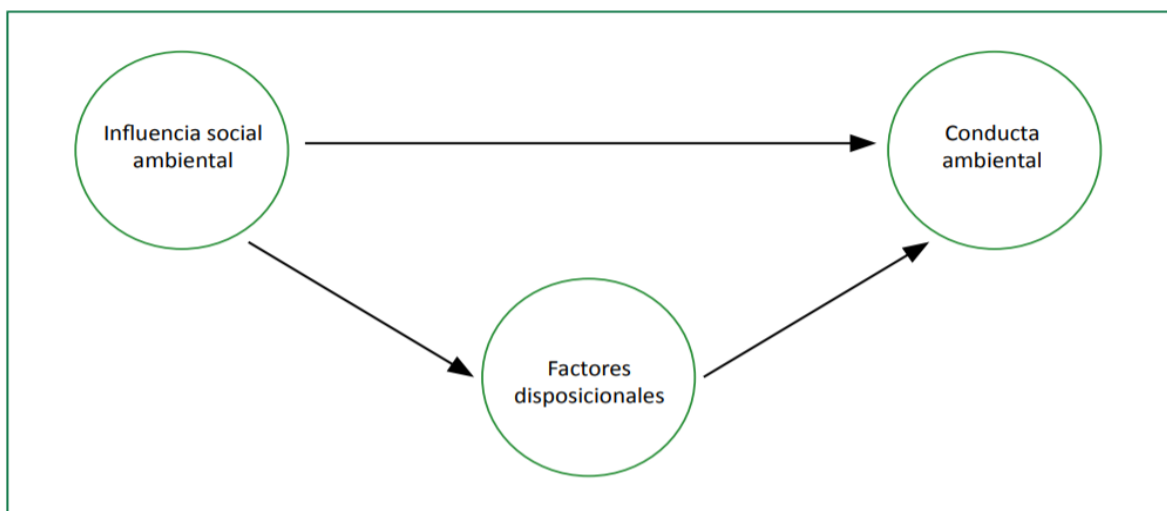 Influencia social
ambiental
Conducta
ambiental
Factores
disposicionales